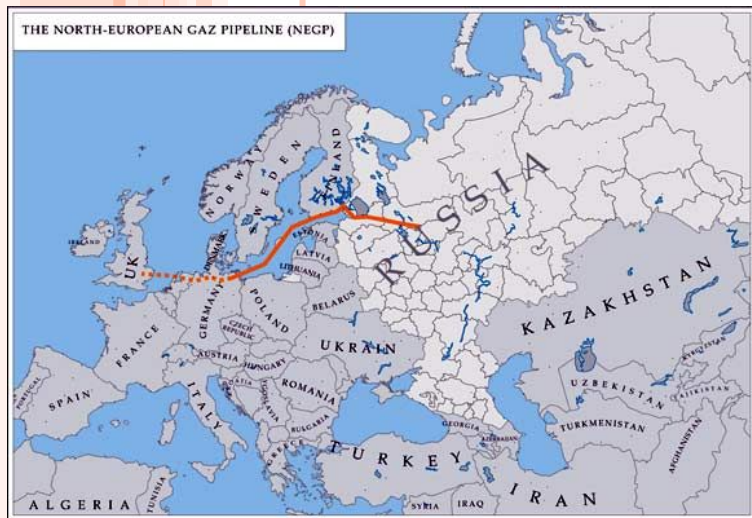 THE NORTH-EUROPEAN GAZ PIPELINE (NEGP)
NORWAY
SWEDEN
FINLAND
RUSSIA
ESTONIA
LATVIA
LITHUANIA
DENMARK
IRELAND
UK
GERMANY
POLAND
BELARUS
KAZAKHSTAN
FRANCE
CZECH
REPUBLIC
UKRAIN
AUSTRIA
HUNGARY
PORTUGAL
SPAIN
ITALY
CROATIA
ROMANIA
BULGARIA
GREECE
GEORGIA
AZERBAIJAN
UZBEKISTAN
TURKMENISTAN
AFGHANISTAN
TURKEY
ALGERIA
TUNISIA
SYRIA
IRAQ
IRAN